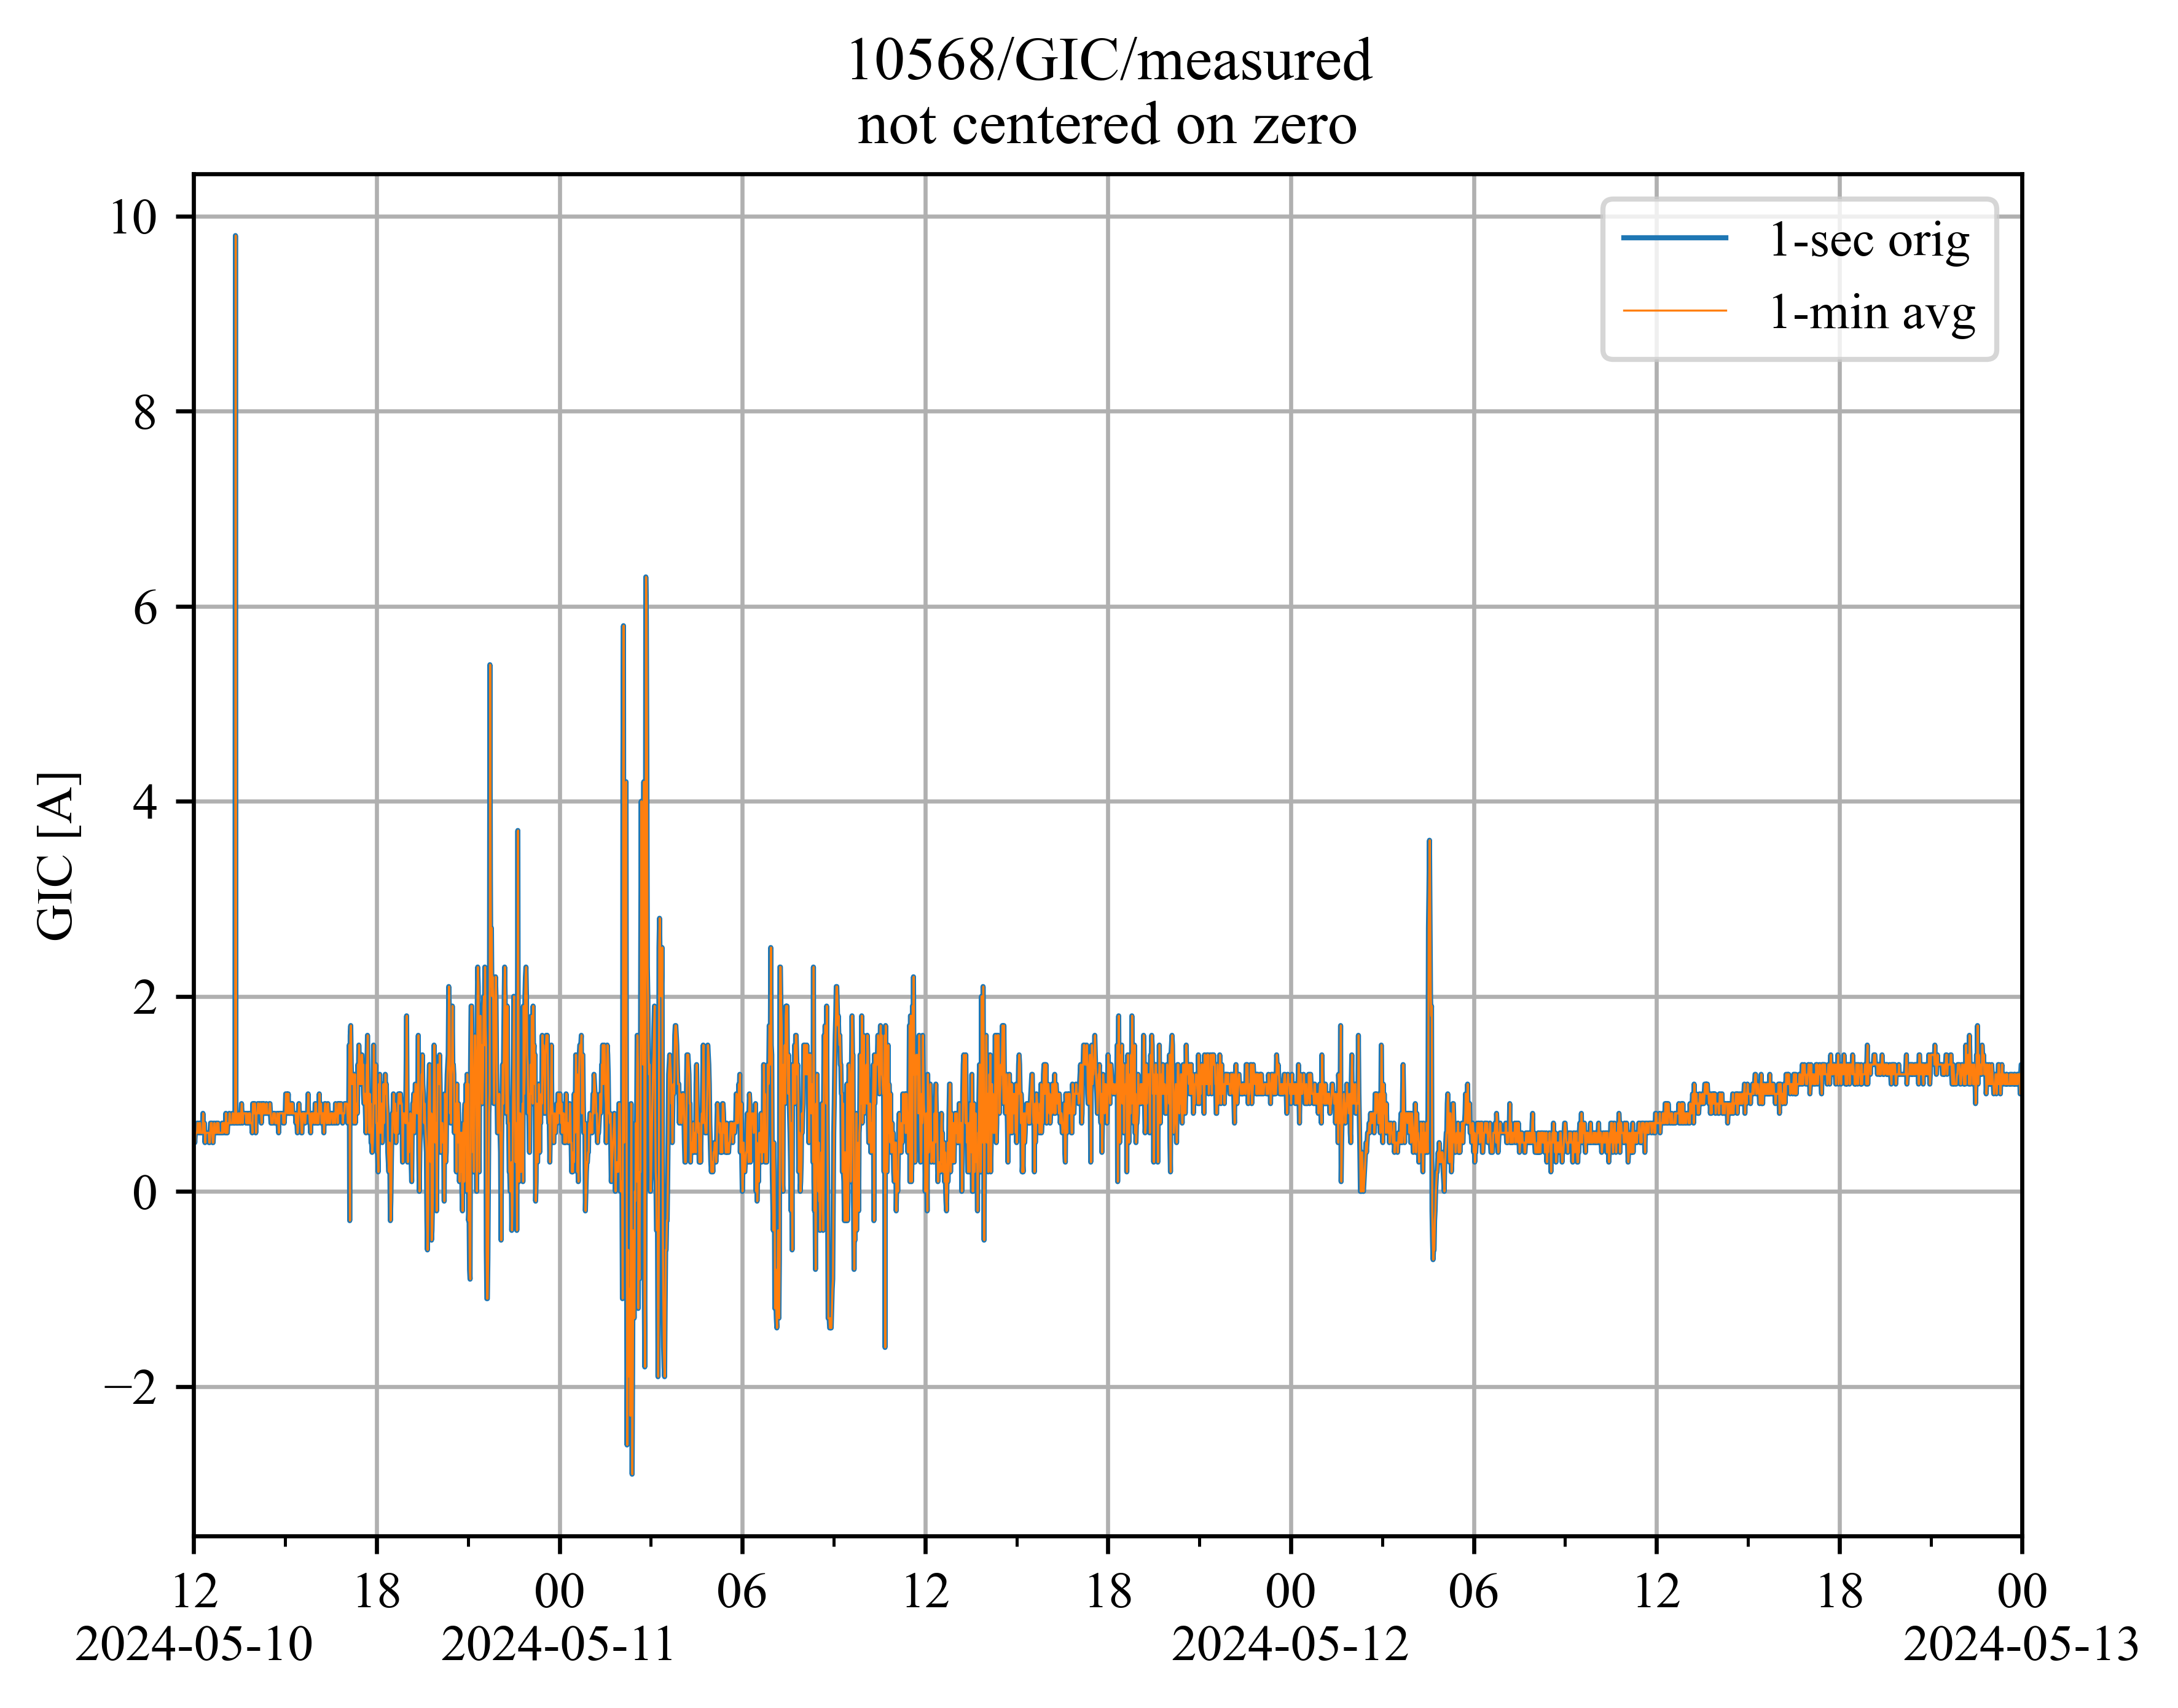 10568/GIC/measured
not centered on zero
10
8
6
4
2
0
−2
GIC [A]
1-sec orig
1-min avg
12 18 00 06 12 18 00 06 12 18 00
2024-05-10 2024-05-11 2024-05-12 2024-05-13